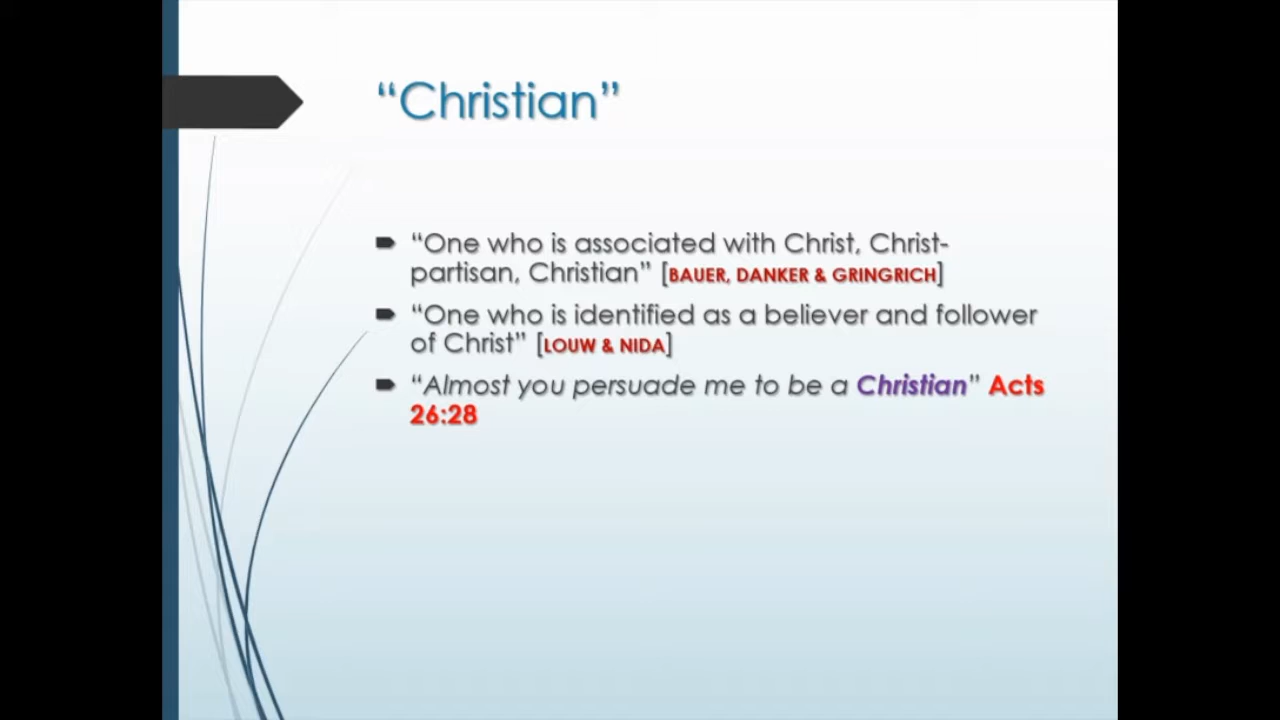 “Christian”
“One who is associated with Christ, Christ-
partisan, Christian” [BAUER, DANKER & GRINGRICH]
“One who is identified as a believer and follower
of Christ” [LOUW & NIDA]
“Almost you persuade me to be a Christian” Acts
26:28